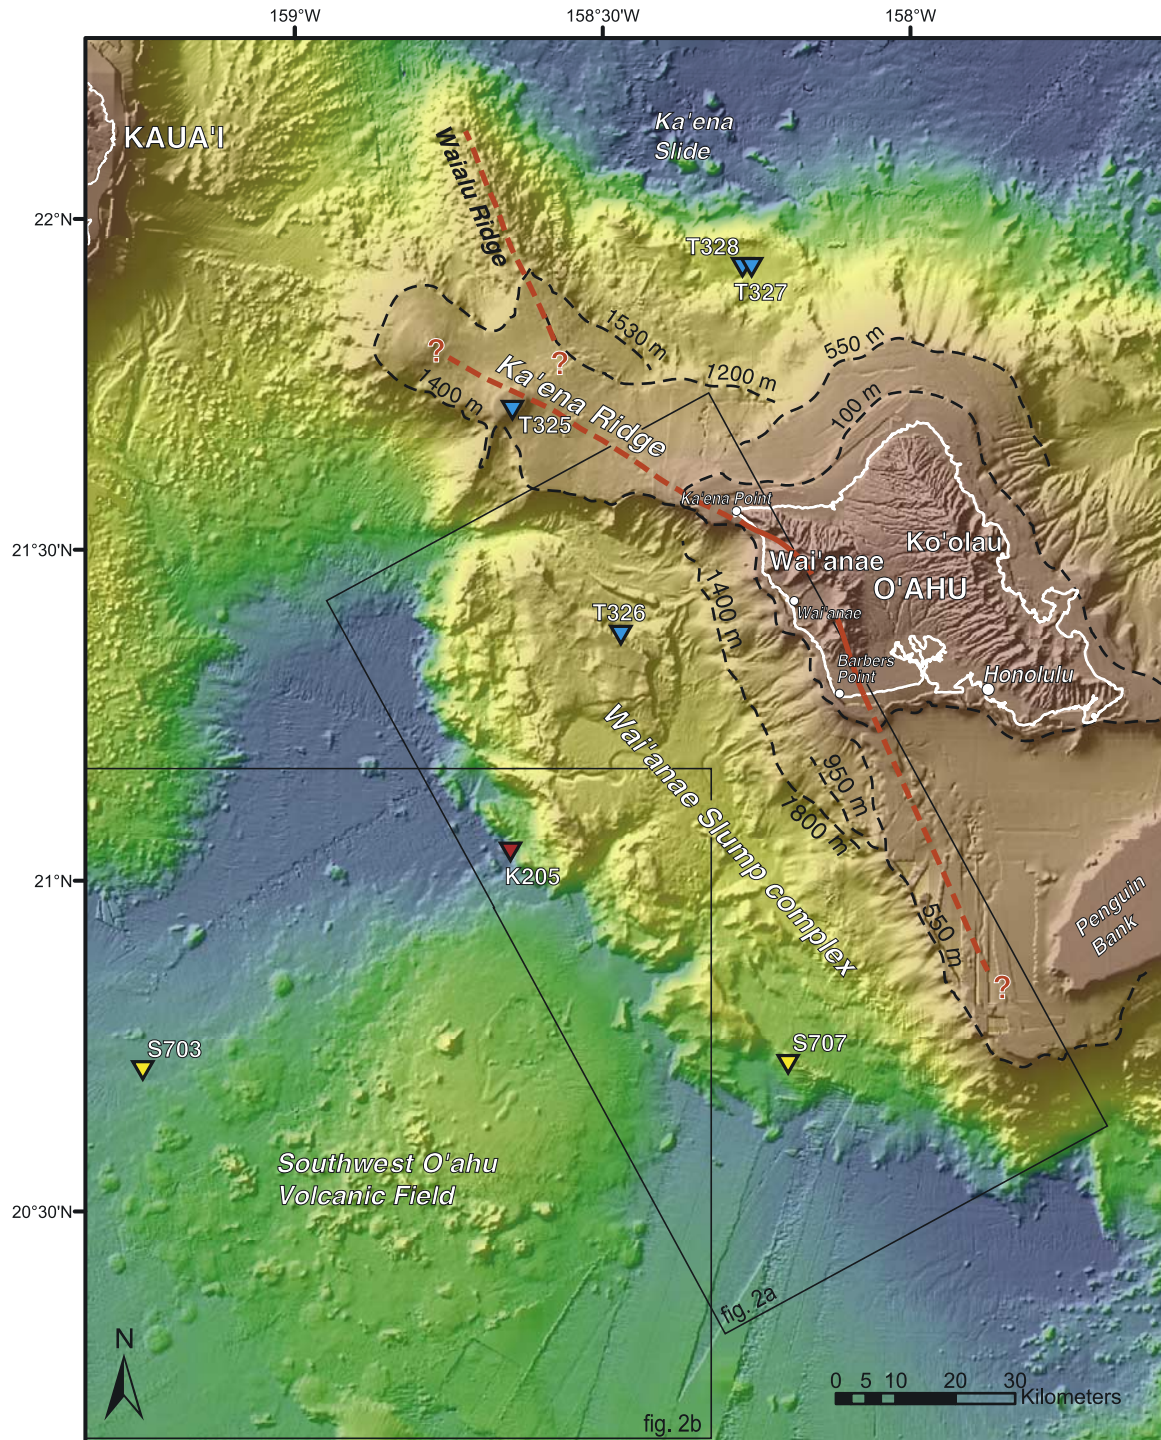 159°W
158°30'W
158°W
KAUA'I
Ka'ena
Slide
Waialu Ridge
22°N
T328
T327
1530 m
550 m
?
?
1200 m
Ka'ena Ridge
1400 m
100 m
T325
Ka'ena Point
21°30'N
Ko'olau
Wai'anae
O'AHU
1400 m
T326
Wai'anae
Barbers
Point
Honolulu
Wai'anae Slump complex
950 m
1800 m
K205
21°N
Penguin
Bank
550 m
?
S703
S707
Southwest O'ahu
Volcanic Field
20°30'N
fig. 2a
N
0 5 10 20 30
Kilometers
fig. 2b